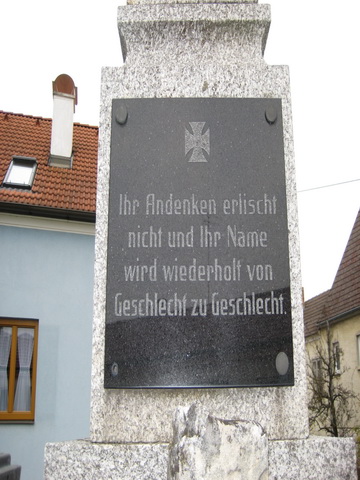 Ihr Andenken erlischt
nicht und Ihr Name
wird wiederholt von
Geschlecht zu Geschlecht.